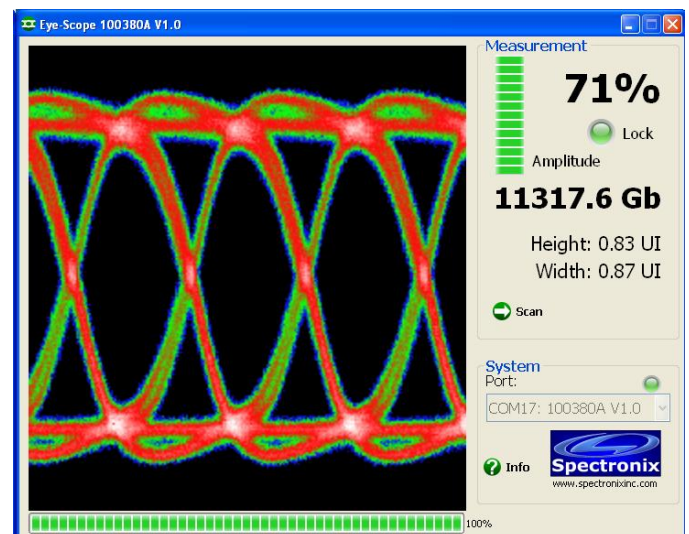 Eye-Scope 100380A V1.0
Measurement
71%
Lock
Amplitude
11317.6 Gb
Height: 0.83 UI
Width: 0.87 UI
Scan
System
Port:
COM17: 100380A V1.0
? Info
Spectronix
www.spectronixinc.com
100%